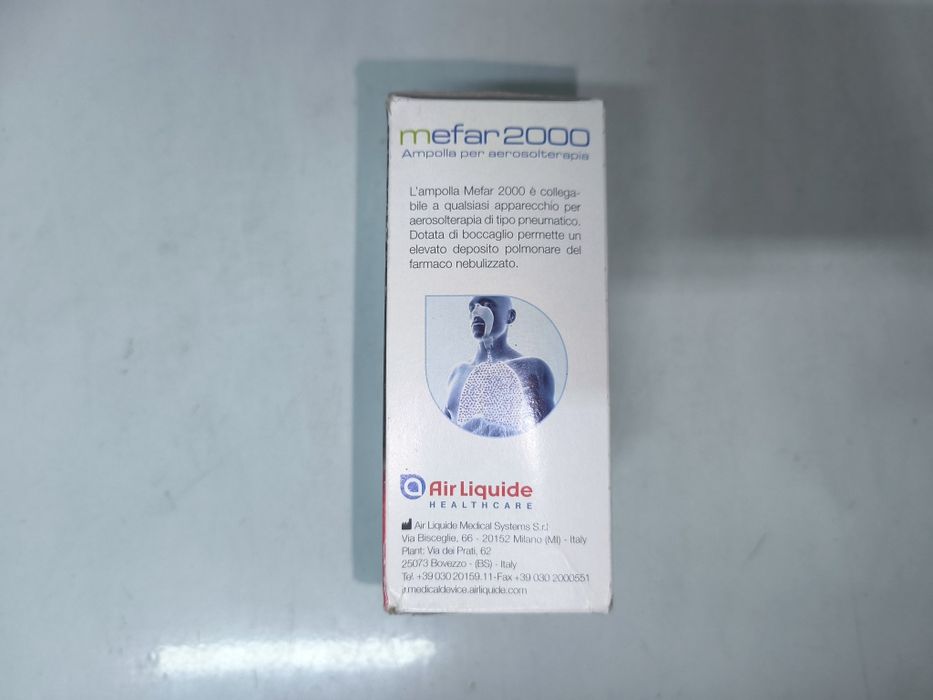 mefar2000
Ampolla per aerosolterapia
L'ampolla Mefar 2000 è collega-
bile a qualsiasi apparecchio per
aerosolterapia di tipo pneumatico.
Dotata di boccaglio permette un
elevato deposito polmonare del
farmaco nebulizzato.
Air Liquide
HEALTHCARE
Air Liquide Medical Systems S.r.l
Via Bisceglie, 66 - 20152 Milano (MI) - Italy
Plant: Via dei Prati, 62
25073 Bovezzo - (BS) - Italy
Tel. +39 030 20159.11-Fax +39 030 2000551
medicaldevice.airliquide.com